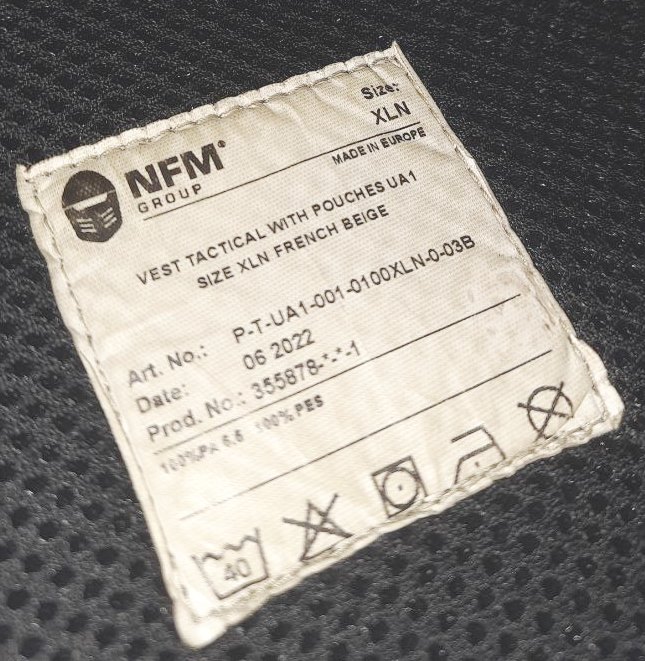 NFM®
GROUP
Size:
XLN
MADE IN EUROPE
VEST TACTICAL WITH POUCHES UA1
SIZE XLN FRENCH BEIGE
Art. No.: P-T-UA1-001-0100XLN-0-03B
Date: 06 2022
Prod. No.: 355878-*-*-1
100%PA 6.6 100%PES
40